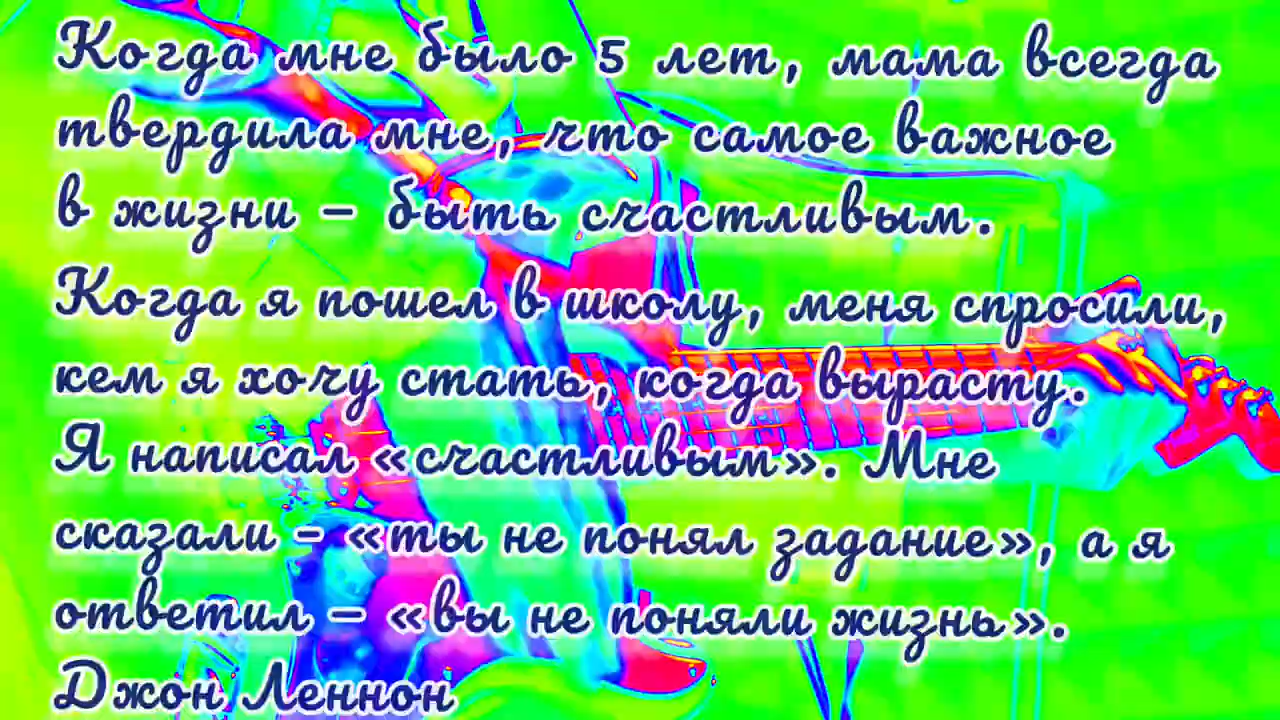 Когда мне было 5 лет, мама всегда
твердила мне, что самое важное
в жизни – быть счастливым.
Когда я пошел в школу, меня спросили,
кем я хочу стать, когда вырасту.
Я написал «счастливым». Мне
сказали – «ты не понял задание», а я
ответил – «вы не поняли жизнь».
Джон Леннон